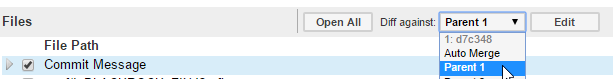 Files Open All Diff against: Parent 1 Edit
1: d7c348
File Path Auto Merge
Commit Message Parent 1